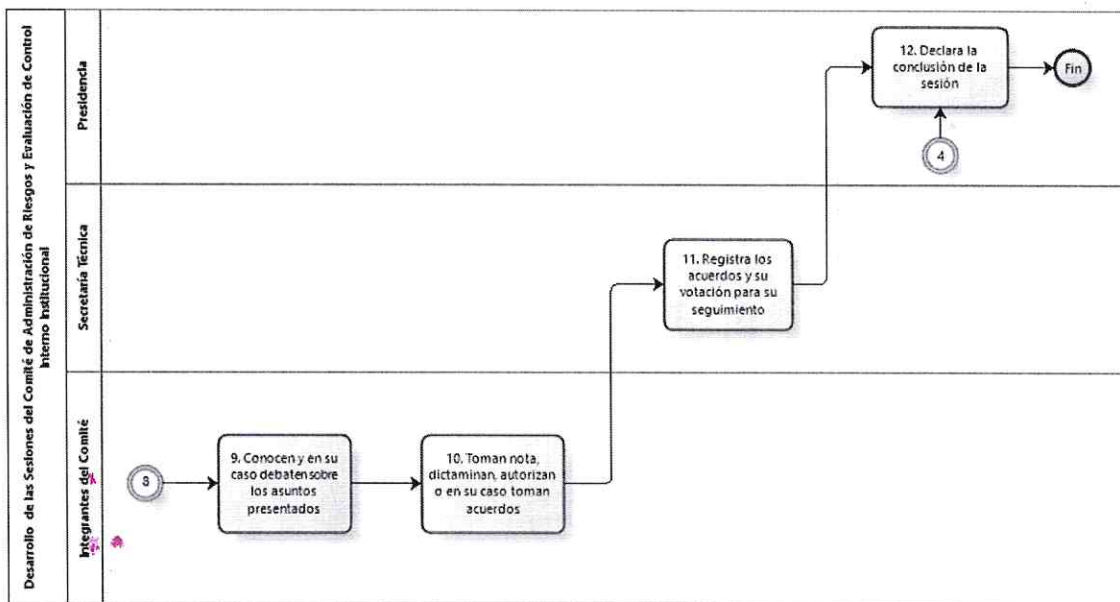 Desarrollo de las Sesiones del Comité de Administración de Riesgos y Evaluación de Control
Interno Institucional
Presidencia
12. Declara la
conclusión de la
sesión
Fin
4
Secretaría Técnica
11. Registra los
acuerdos y su
votación para su
seguimiento
Integrantes del Comité
8
9. Conocen y en su
caso debaten sobre
los asuntos
presentados
10. Toman nota,
dictaminan, autorizan
o en su caso toman
acuerdos